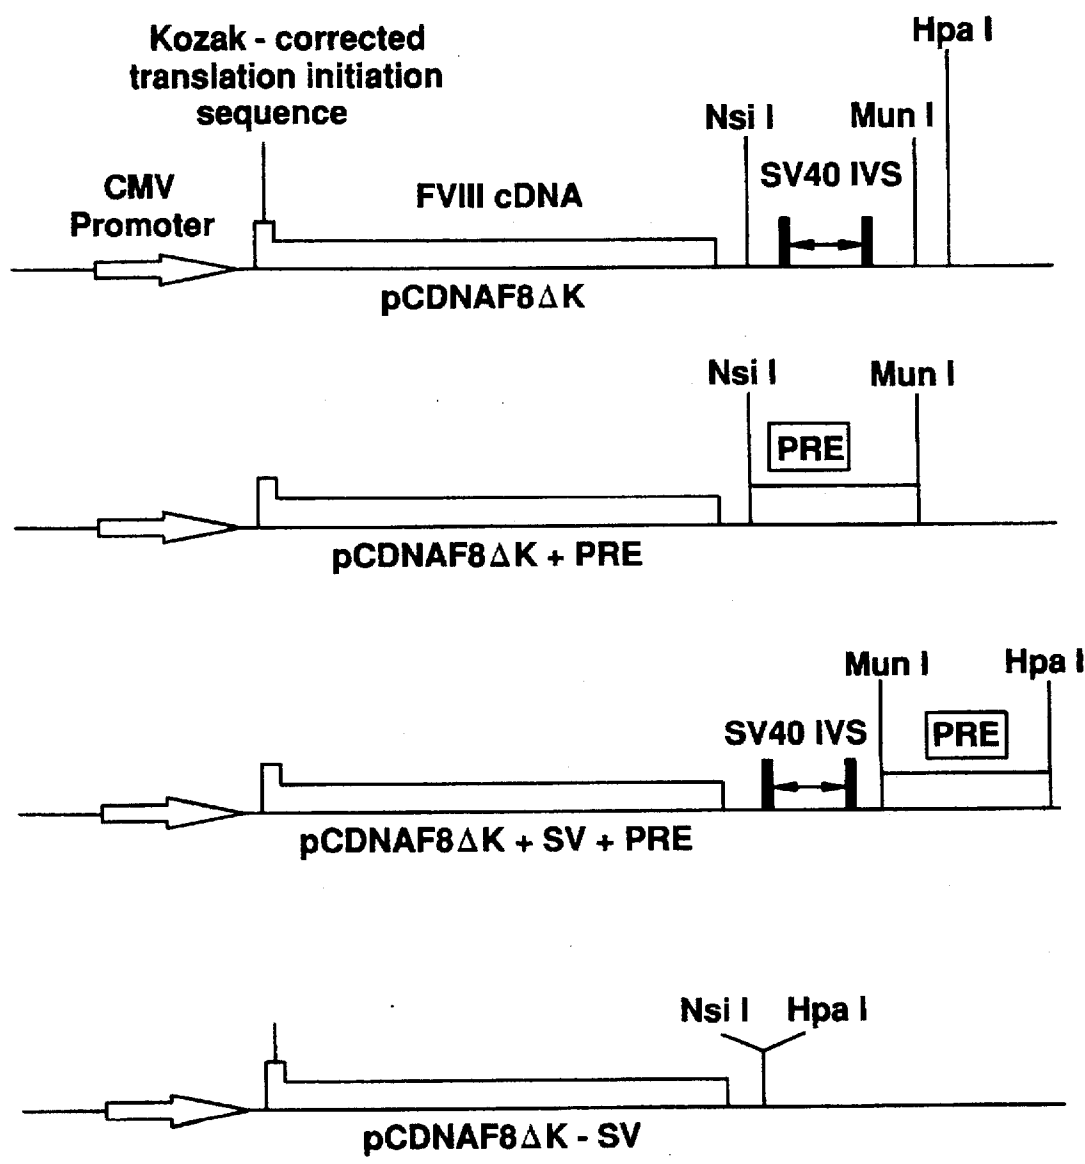 Kozak - corrected
translation initiation
sequence
Hpa I
Nsi I
Mun I
CMV
Promoter
FVIII cDNA
SV40 IVS
pCDNAF8ΔK
Nsi I
Mun I
PRE
pCDNAF8ΔK + PRE
Mun I
Hpa I
SV40 IVS
PRE
pCDNAF8ΔK + SV + PRE
Nsi I
Hpa I
pCDNAF8ΔK - SV